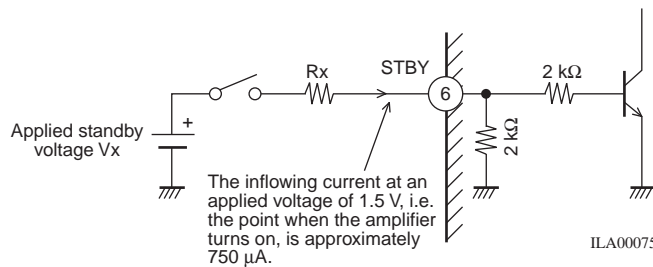 Rx
STBY
6
2 kΩ
2 kΩ
+
Applied standby
voltage Vx
The inflowing current at an
applied voltage of 1.5 V, i.e.
the point when the amplifier
turns on, is approximately
750 μA.
ILA00075